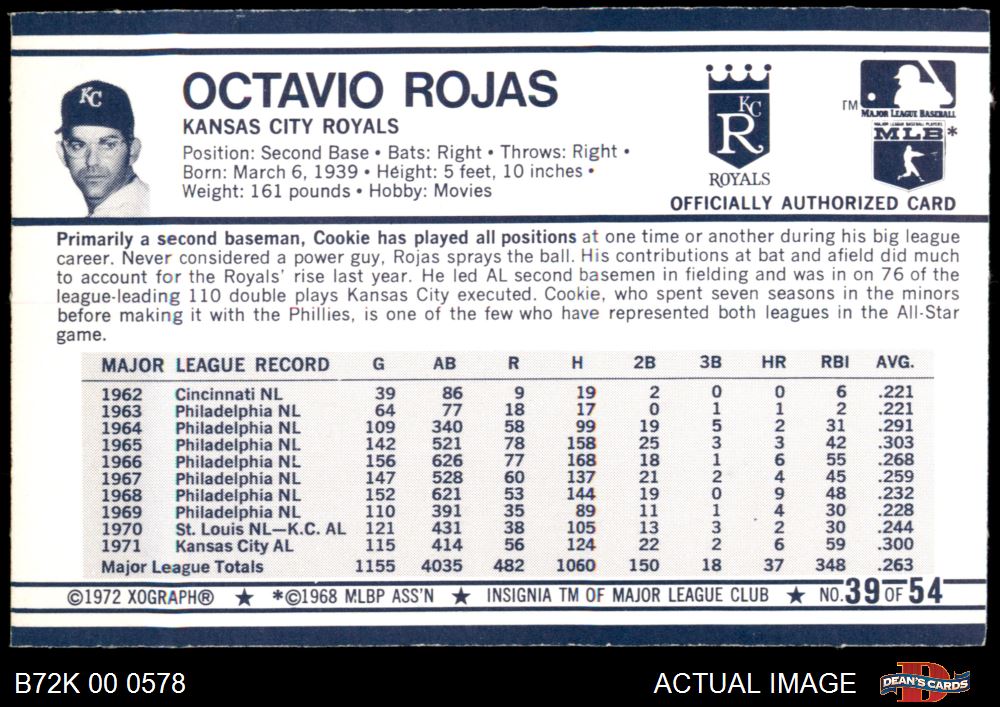 OCTAVIO ROJAS
KANSAS CITY ROYALS
Position: Second Base • Bats: Right • Throws: Right •
Born: March 6, 1939 • Height: 5 feet, 10 inches •
Weight: 161 pounds • Hobby: Movies
KC
KC
R
ROYALS
TM
MAJOR LEAGUE BASEBALL
MAJOR LEAGUE BASEBALL PLAYERS
MLB*
OFFICIALLY AUTHORIZED CARD
Primarily a second baseman, Cookie has played all positions at one time or another during his big league
career. Never considered a power guy, Rojas sprays the ball. His contributions at bat and afield did much
to account for the Royals' rise last year. He led AL second basemen in fielding and was in on 76 of the
league-leading 110 double plays Kansas City executed. Cookie, who spent seven seasons in the minors
before making it with the Phillies, is one of the few who have represented both leagues in the All-Star
game.
MAJOR LEAGUE RECORD G AB R H 2B 3B HR RBI AVG.
1962 Cincinnati NL 39 86 9 19 2 0 0 6 .221
1963 Philadelphia NL 64 77 18 17 0 1 1 2 .221
1964 Philadelphia NL 109 340 58 99 19 5 2 31 .291
1965 Philadelphia NL 142 521 78 158 25 3 3 42 .303
1966 Philadelphia NL 156 626 77 168 18 1 6 55 .268
1967 Philadelphia NL 147 528 60 137 21 2 4 45 .259
1968 Philadelphia NL 152 621 53 144 19 0 9 48 .232
1969 Philadelphia NL 110 391 35 89 11 1 4 30 .228
1970 St. Louis NL—K.C. AL 121 431 38 105 13 3 2 30 .244
1971 Kansas City AL 115 414 56 124 22 2 6 59 .300
Major League Totals 1155 4035 482 1060 150 18 37 348 .263
©1972 XOGRAPH® ★ *©1968 MLBP ASS'N ★ INSIGNIA TM OF MAJOR LEAGUE CLUB ★ NO. 39 OF 54
B72K 00 0578
ACTUAL IMAGE
D
DEAN'S CARDS